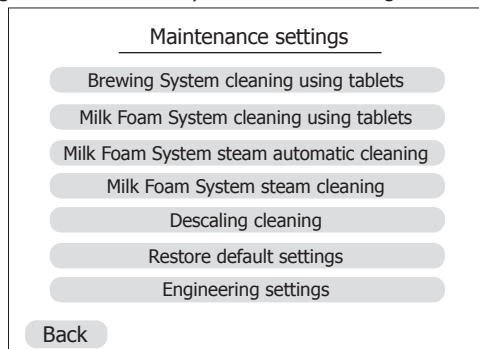 Maintenance settings
Brewing System cleaning using tablets
Milk Foam System cleaning using tablets
Milk Foam System steam automatic cleaning
Milk Foam System steam cleaning
Descaling cleaning
Restore default settings
Engineering settings
Back